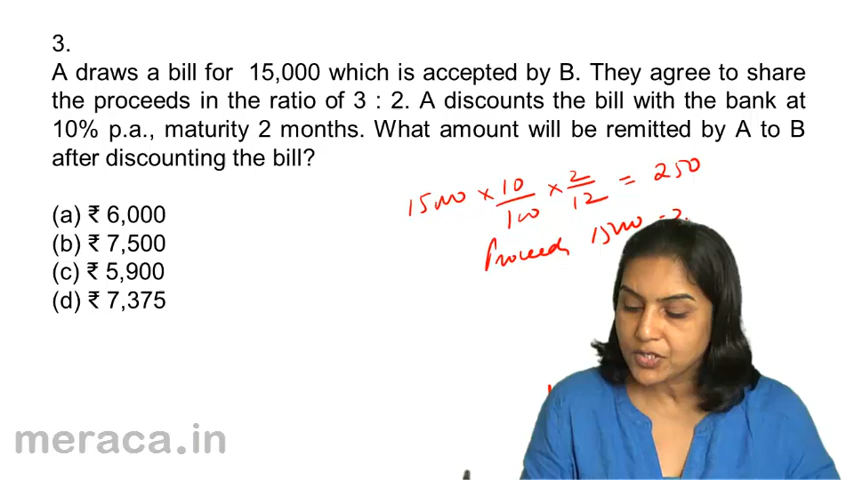 3.
A draws a bill for 15,000 which is accepted by B. They agree to share
the proceeds in the ratio of 3 : 2. A discounts the bill with the bank at
10% p.a., maturity 2 months. What amount will be remitted by A to B
after discounting the bill?
15000 × 10/100 × 2/12 = 250
Proceeds 15000 -
(a) ₹ 6,000
(b) ₹ 7,500
(c) ₹ 5,900
(d) ₹ 7,375
meraca.in